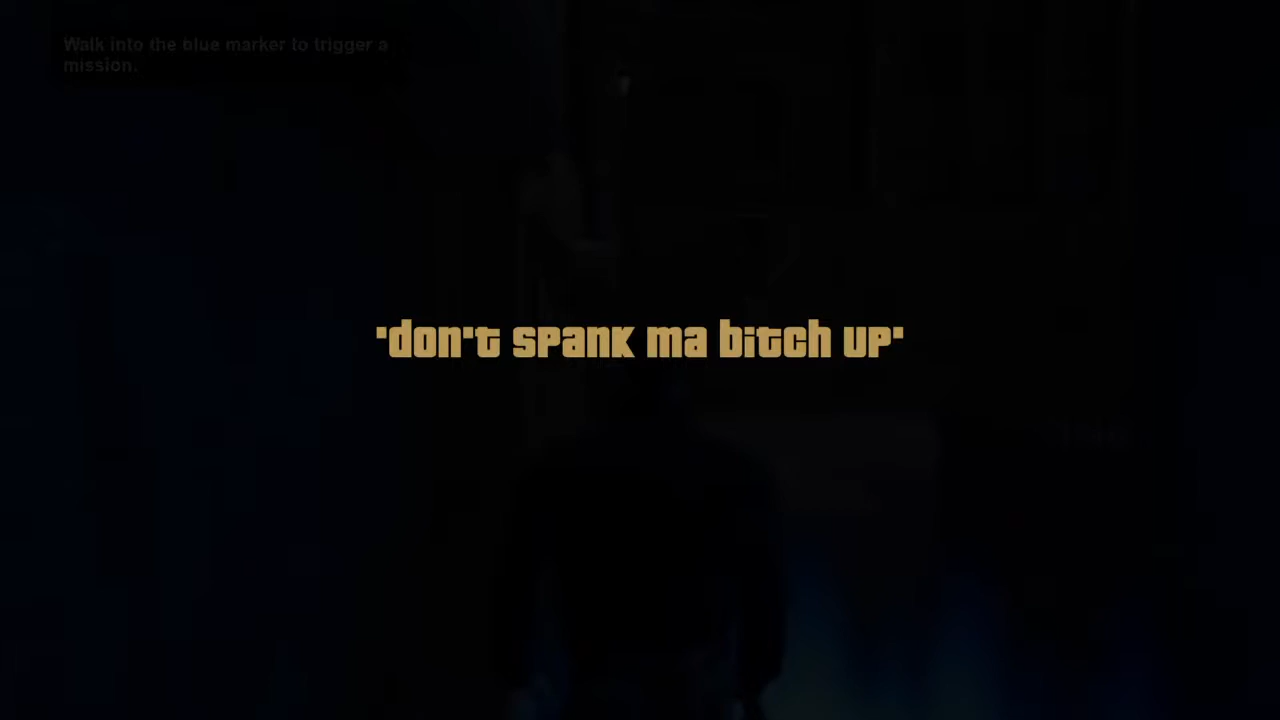 Walk into the blue marker to trigger a
mission.
'don't spank ma bitch up'